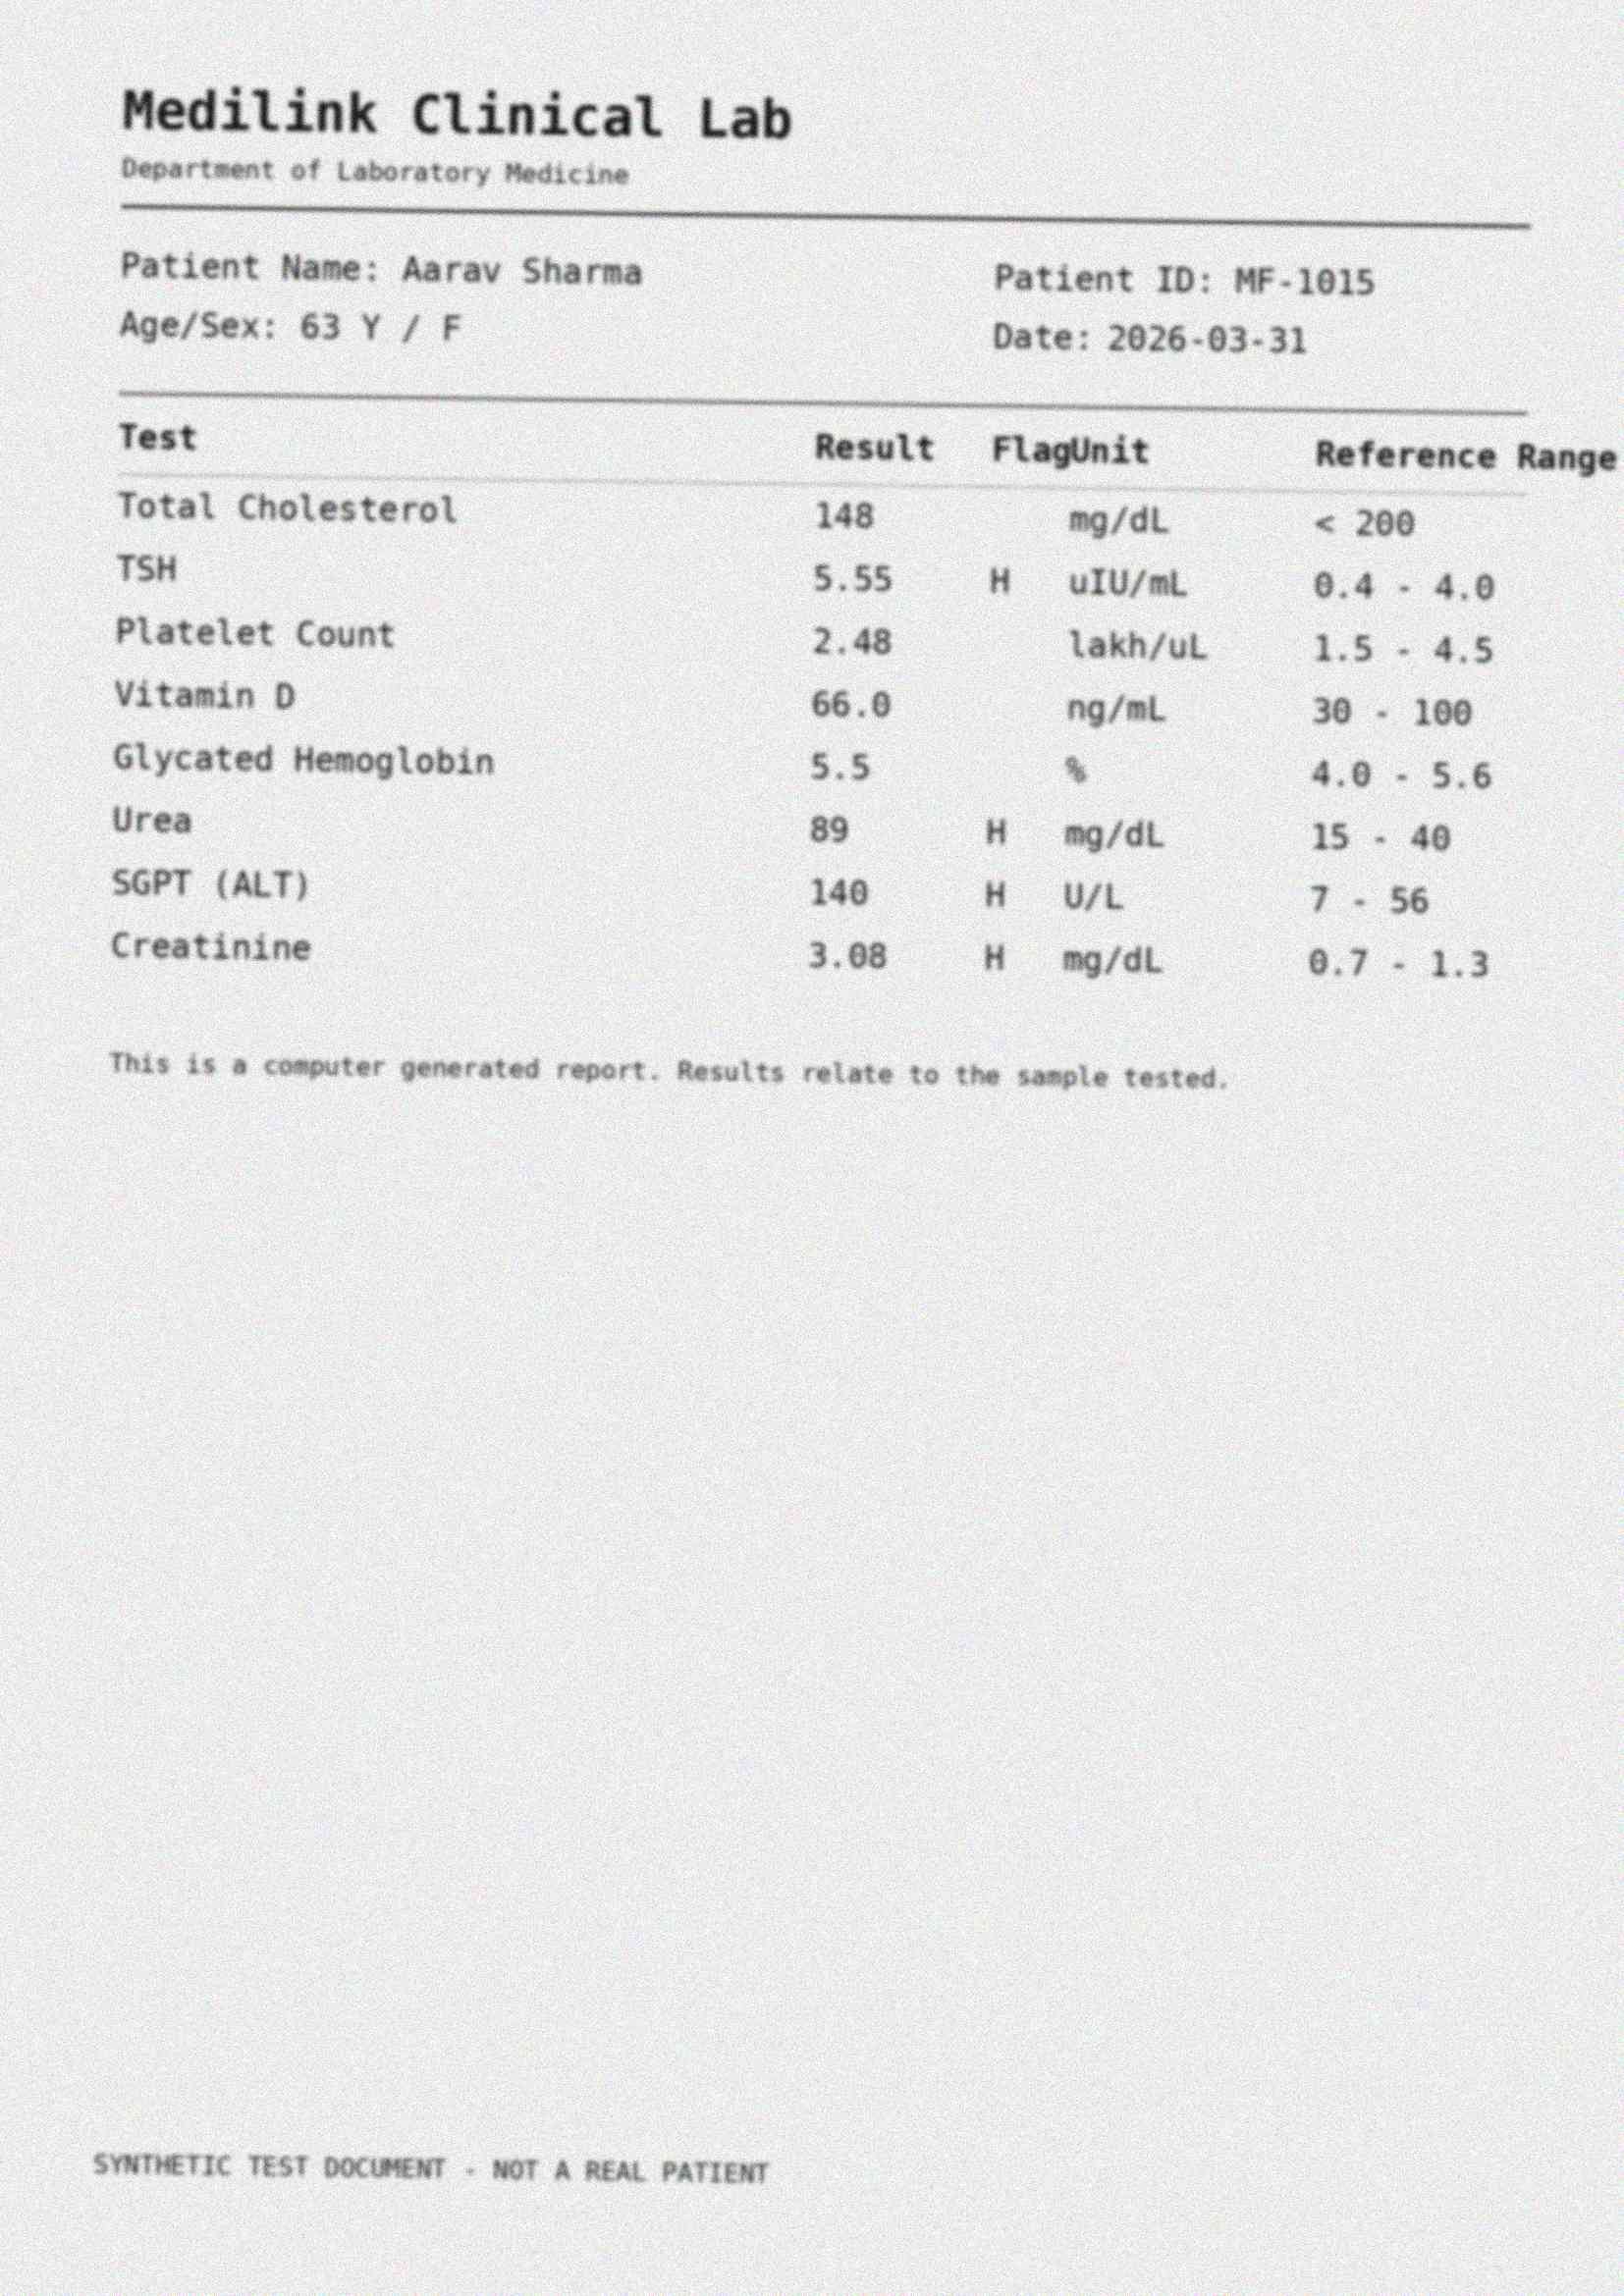 Medilink Clinical Lab
Department of Laboratory Medicine
Patient Name: Aarav Sharma Patient ID: MF-1015
Age/Sex: 63 Y / F Date: 2026-03-31
Test Result Flag Unit Reference Range
Total Cholesterol 148 mg/dL < 200
TSH 5.55 H uIU/mL 0.4 - 4.0
Platelet Count 2.48 lakh/uL 1.5 - 4.5
Vitamin D 66.0 ng/mL 30 - 100
Glycated Hemoglobin 5.5 % 4.0 - 5.6
Urea 89 H mg/dL 15 - 40
SGPT (ALT) 140 H U/L 7 - 56
Creatinine 3.08 H mg/dL 0.7 - 1.3
This is a computer generated report. Results relate to the sample tested.
SYNTHETIC TEST DOCUMENT - NOT A REAL PATIENT